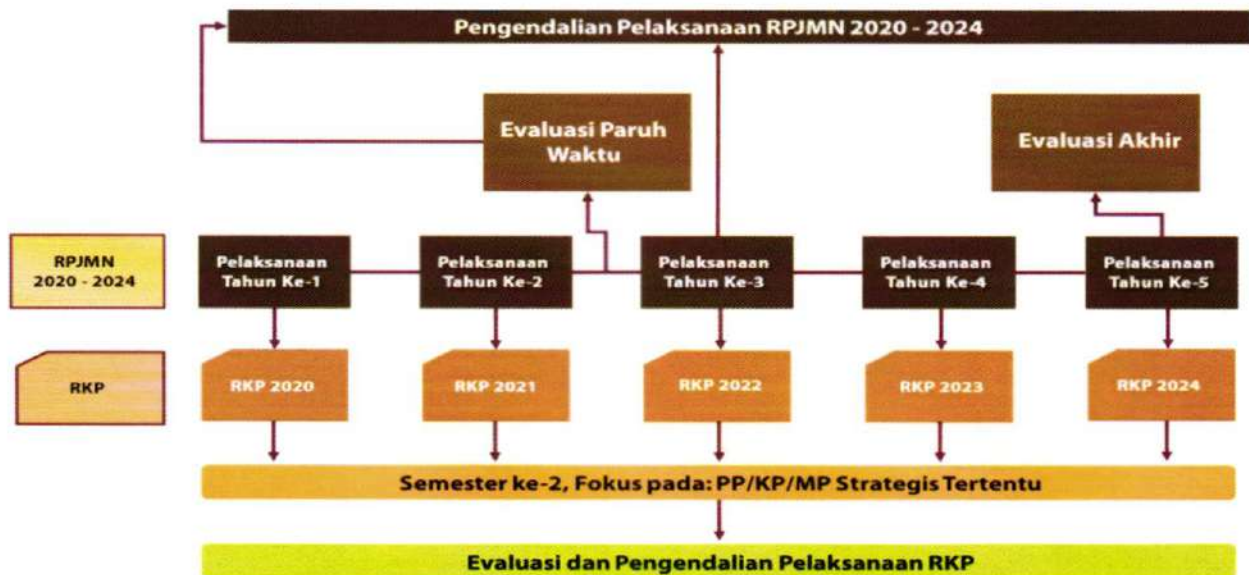 Pengendalian Pelaksanaan RPJMN 2020 - 2024
Evaluasi Paruh
Waktu
Evaluasi Akhir
RPJMN
2020 - 2024
Pelaksanaan
Tahun Ke-1
Pelaksanaan
Tahun Ke-2
Pelaksanaan
Tahun Ke-3
Pelaksanaan
Tahun Ke-4
Pelaksanaan
Tahun Ke-5
RKP
RKP 2020
RKP 2021
RKP 2022
RKP 2023
RKP 2024
Semester ke-2, Fokus pada: PP/KP/MP Strategis Tertentu
Evaluasi dan Pengendalian Pelaksanaan RKP